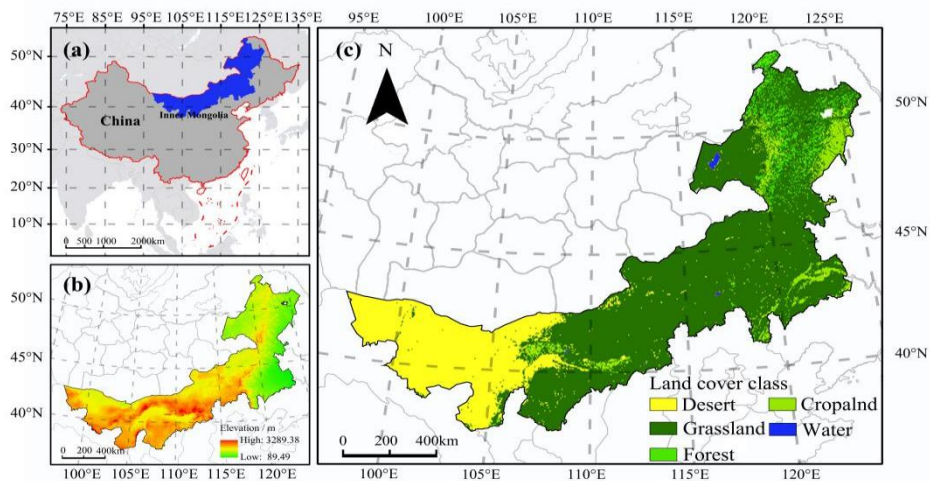 75°E 85°E 95°E 105°E 115°E 125°E 135°E
(a)
50°N
40°N
30°N
20°N
10°N
China
Inner Mongolia
0 500 1000 2000km
(b)
50°N
45°N
40°N
Elevation / m
High: 3289.38
Low: 89.49
0 200 400km
100°E 105°E 110°E 115°E 120°E
95°E 100°E 105°E 110°E 115°E 120°E 125°E
(c)
N
50°N
45°N
40°N
Land cover class
Desert Cropalnd
Grassland Water
Forest
0 200 400km
100°E 105°E 110°E 115°E 120°E